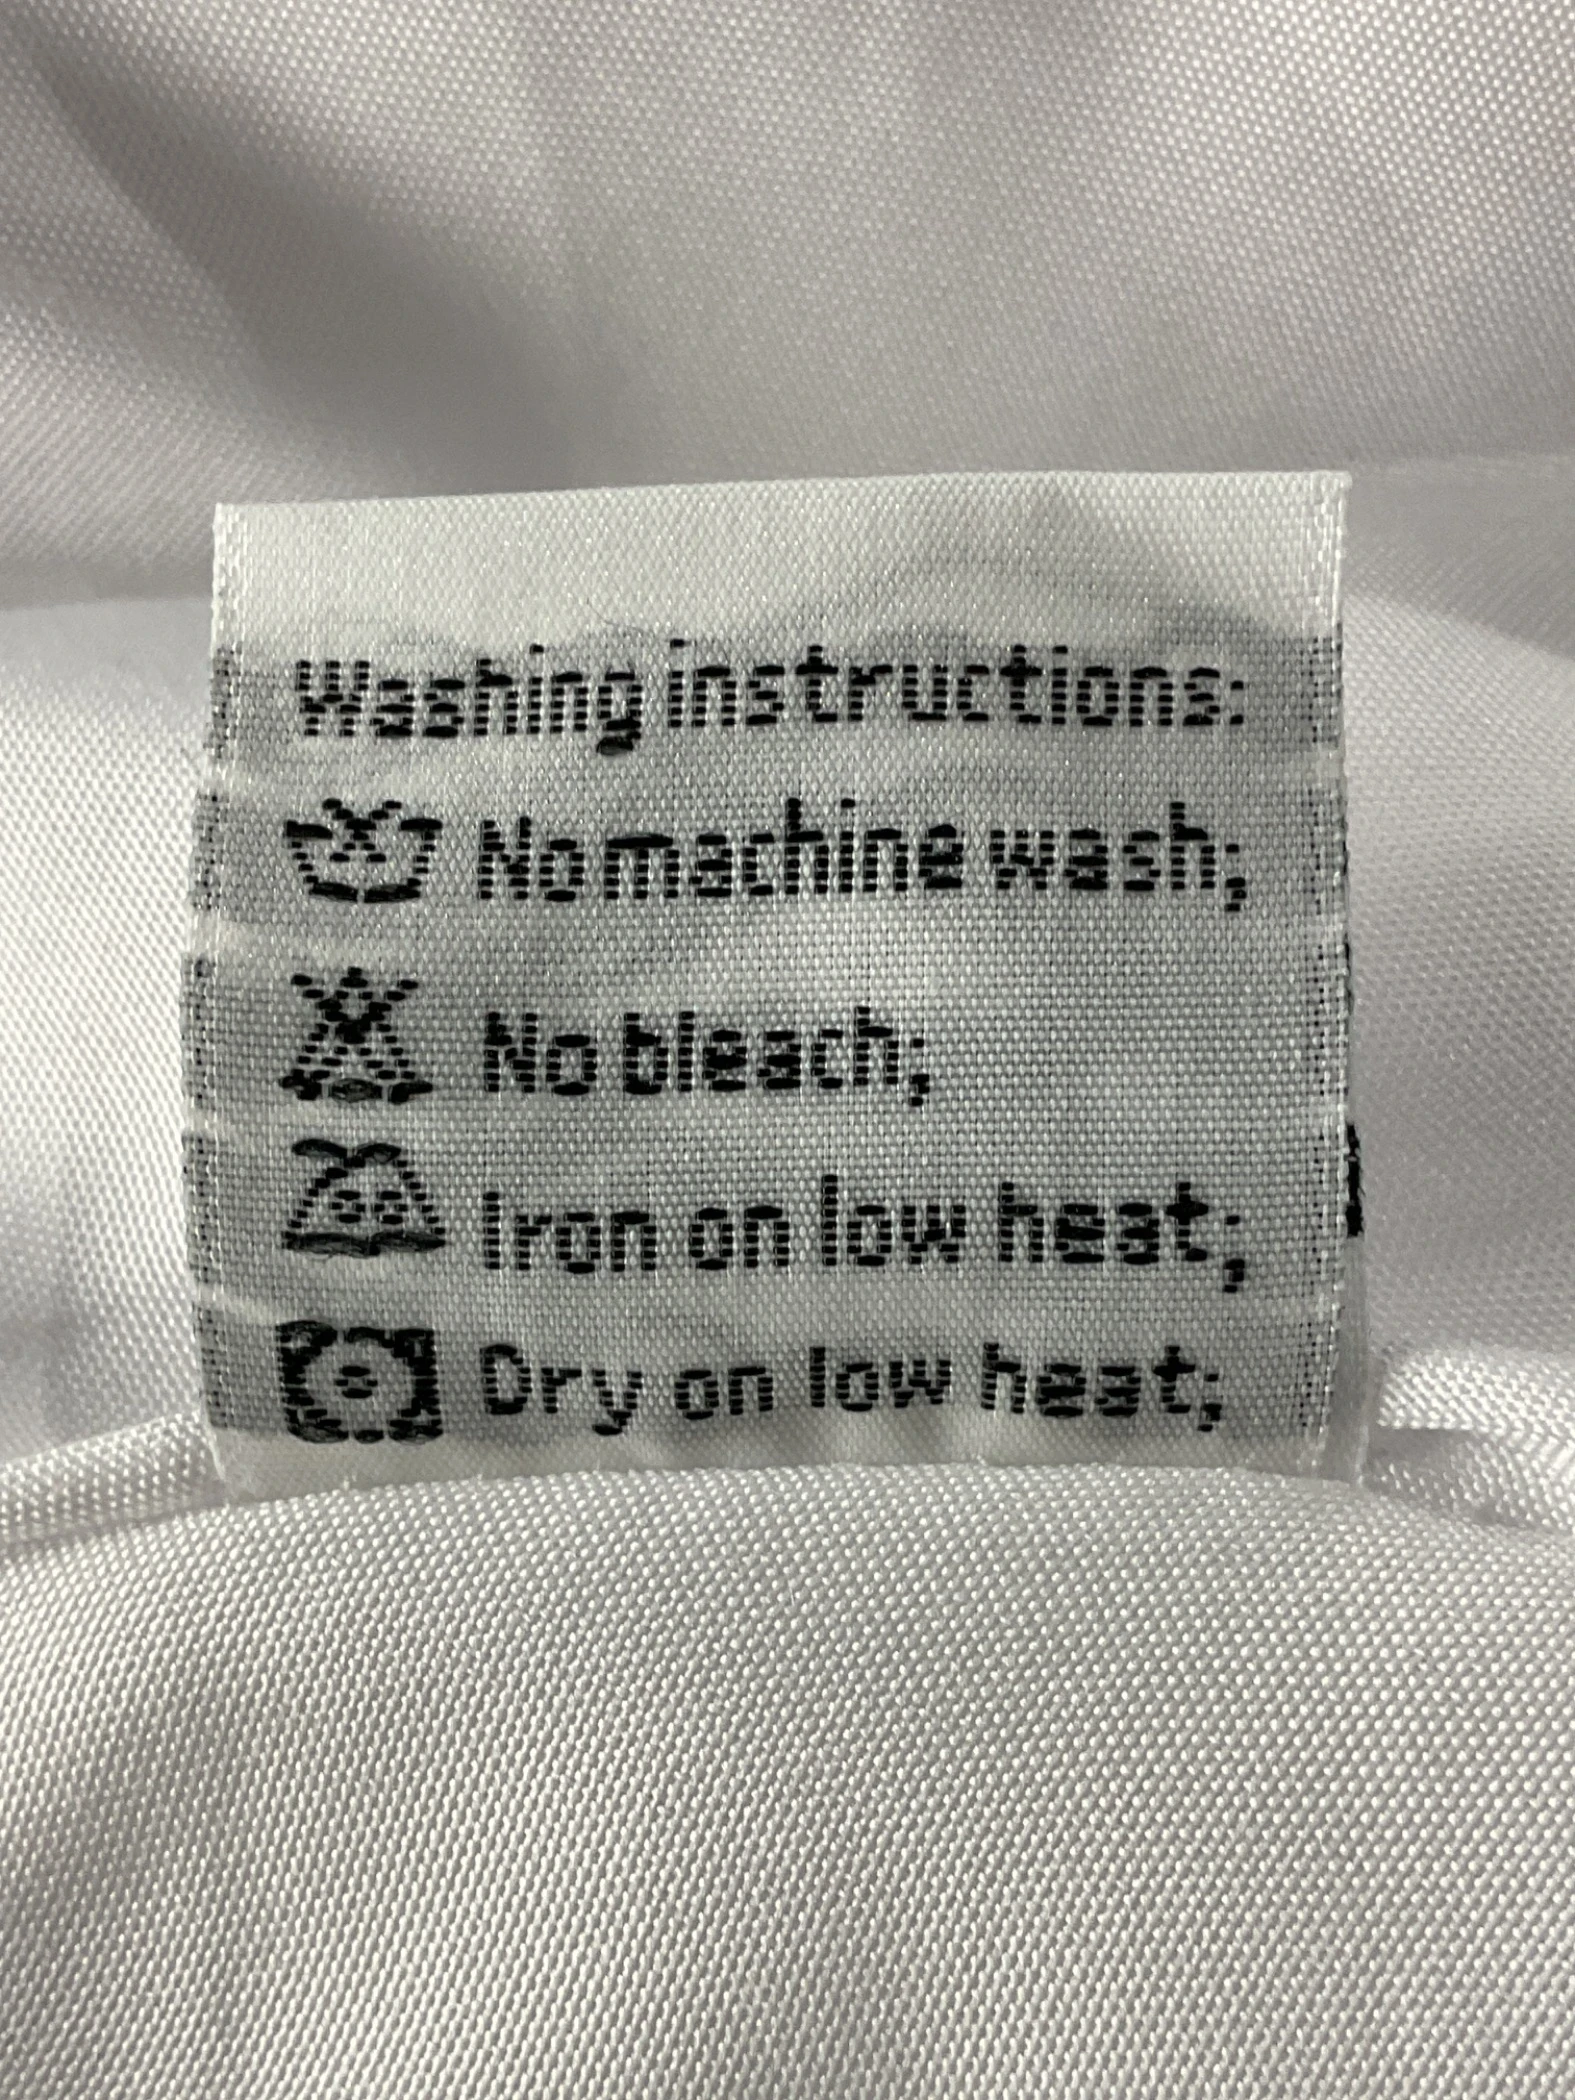 Washing instructions:
No machine wash;
No bleach;
Iron on low heat;
Dry on low heat;